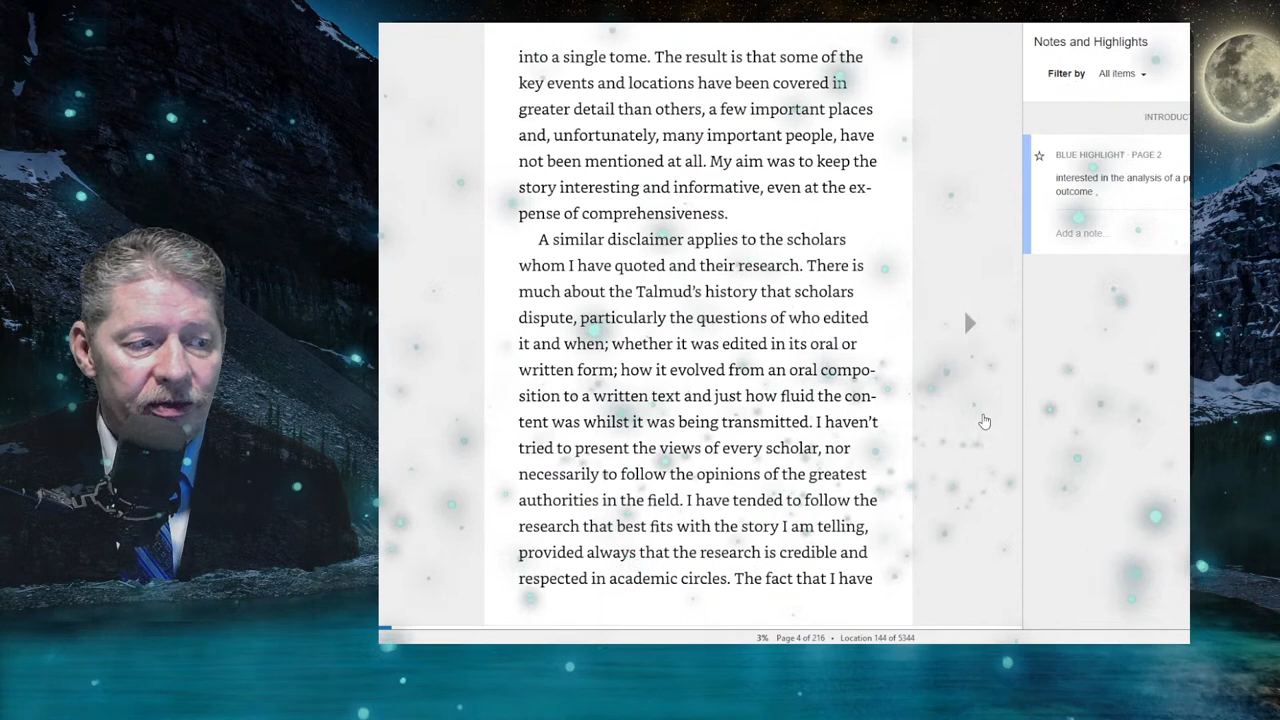 into a single tome. The result is that some of the
key events and locations have been covered in
greater detail than others, a few important places
and, unfortunately, many important people, have
not been mentioned at all. My aim was to keep the
story interesting and informative, even at the ex-
pense of comprehensiveness.
A similar disclaimer applies to the scholars
whom I have quoted and their research. There is
much about the Talmud's history that scholars
dispute, particularly the questions of who edited
it and when; whether it was edited in its oral or
written form; how it evolved from an oral compo-
sition to a written text and just how fluid the con-
tent was whilst it was being transmitted. I haven't
tried to present the views of every scholar, nor
necessarily to follow the opinions of the greatest
authorities in the field. I have tended to follow the
research that best fits with the story I am telling,
provided always that the research is credible and
respected in academic circles. The fact that I have
3% Page 4 of 216 • Location 144 of 5344
Notes and Highlights
Filter by All items
INTRODUCT
BLUE HIGHLIGHT · PAGE 2
interested in the analysis of a p
outcome ,
Add a note...